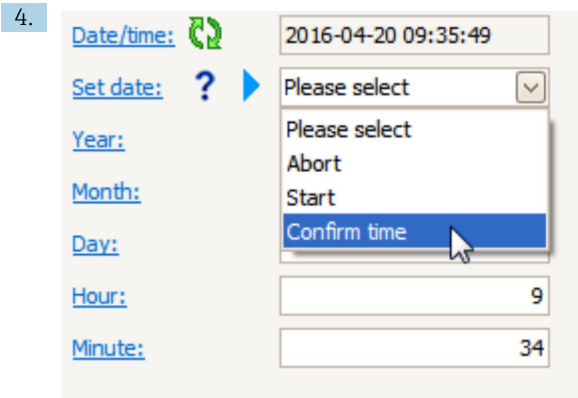 4.
Date/time: 2016-04-20 09:35:49
Set date: ? Please select
Please select
Year:
Abort
Month:
Start
Confirm time
Day:
Hour: 9
Minute: 34